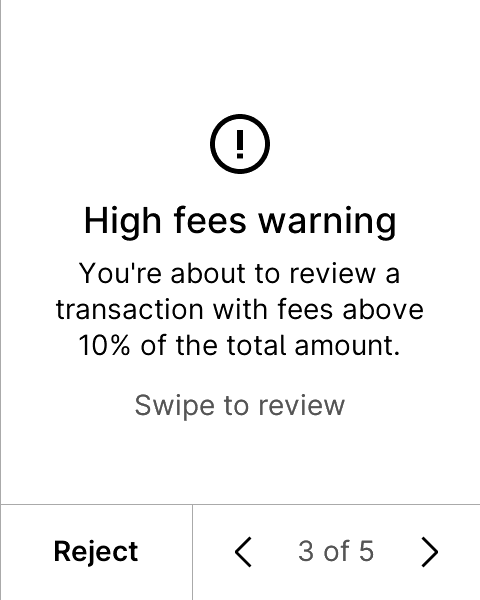 High fees warning
You're about to review a
transaction with fees above
10% of the total amount.
Swipe to review
Reject
3 of 5